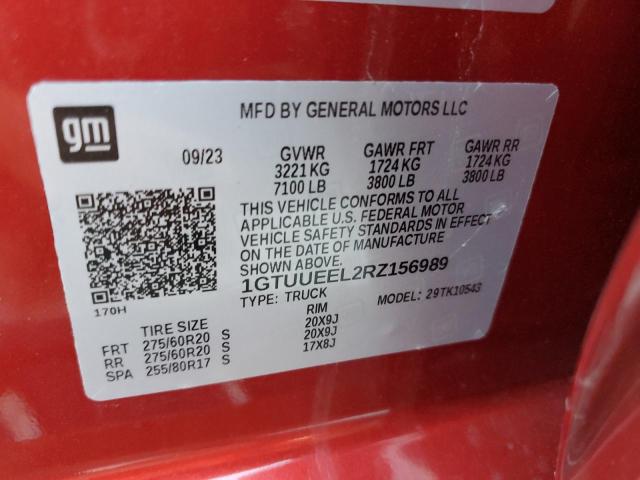 gm
MFD BY GENERAL MOTORS LLC
09/23 GVWR GAWR FRT GAWR RR
3221 KG 1724 KG 1724 KG
7100 LB 3800 LB 3800 LB
THIS VEHICLE CONFORMS TO ALL
APPLICABLE U.S. FEDERAL MOTOR
VEHICLE SAFETY STANDARDS IN EFFECT
ON THE DATE OF MANUFACTURE
SHOWN ABOVE.
1GTUUEEL2RZ156989
TYPE: TRUCK MODEL: 29TK10543
170H
TIRE SIZE RIM
FRT 275/60R20 S 20X9J
RR 275/60R20 S 20X9J
SPA 255/80R17 S 17X8J